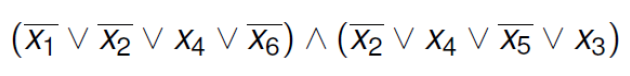 (x̅₁ ∨ x̅₂ ∨ x₄ ∨ x̅₆) ∧ (x̅₂ ∨ x₄ ∨ x̅₅ ∨ x₃)